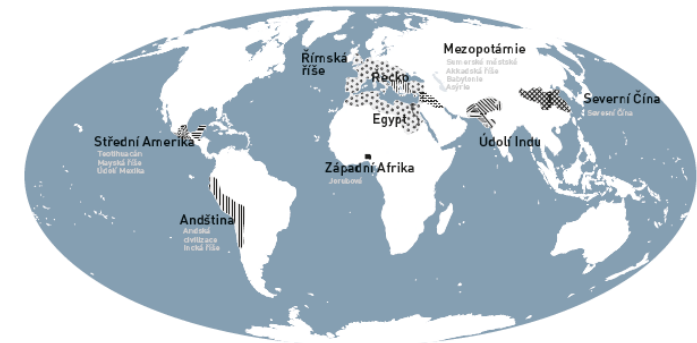 Římská
říše
Řecko
Egypt
Mezopotámie
Sumerské městské
Akkadská říše
Babylonie
Asýrie
Severní Čína
Severní Čína
Údolí Indu
Střední Amerika
Teotihuacán
Mayská říše
Údolí Mexika
Západní Afrika
Jorubové
Andština
Andská
civilizace
Incká říše